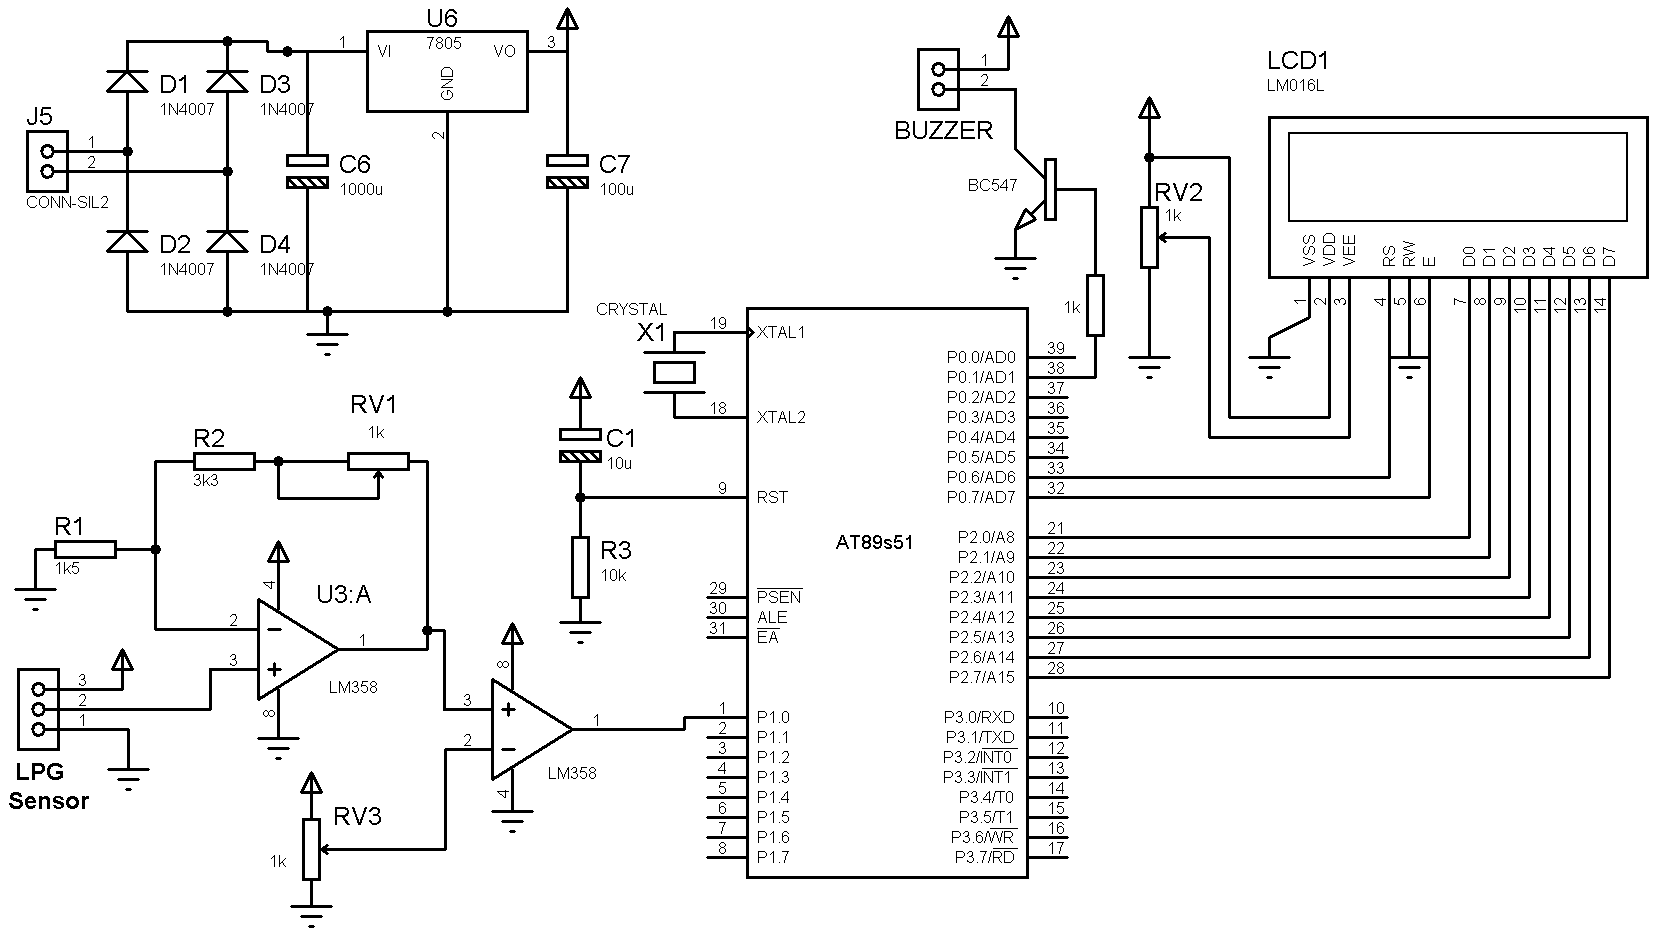 U6
7805
1
VI
VO
3
GND
2
D1
1N4007
D3
1N4007
J5
1
2
CONN-SIL2
D2
1N4007
D4
1N4007
C6
1000u
C7
100u
BUZZER
1
2
BC547
1k
RV2
1k
LCD1
LM016L
VSS
VDD
VEE
RS
RW
E
D0
D1
D2
D3
D4
D5
D6
D7
1
2
3
4
5
6
7
8
9
10
11
12
13
14
CRYSTAL
X1
C1
10u
R3
10k
RV1
1k
R2
3k3
R1
1k5
U3:A
4
2
3
1
8
LM358
3
2
1
LPG
Sensor
8
3
2
1
4
LM358
RV3
1k
AT89s51
19
XTAL1
18
XTAL2
9
RST
29
PSEN
30
ALE
31
EA
1
P1.0
2
P1.1
3
P1.2
4
P1.3
5
P1.4
6
P1.5
7
P1.6
8
P1.7
P0.0/AD0
39
P0.1/AD1
38
P0.2/AD2
37
P0.3/AD3
36
P0.4/AD4
35
P0.5/AD5
34
P0.6/AD6
33
P0.7/AD7
32
P2.0/A8
21
P2.1/A9
22
P2.2/A10
23
P2.3/A11
24
P2.4/A12
25
P2.5/A13
26
P2.6/A14
27
P2.7/A15
28
P3.0/RXD
10
P3.1/TXD
11
P3.2/INT0
12
P3.3/INT1
13
P3.4/T0
14
P3.5/T1
15
P3.6/WR
16
P3.7/RD
17